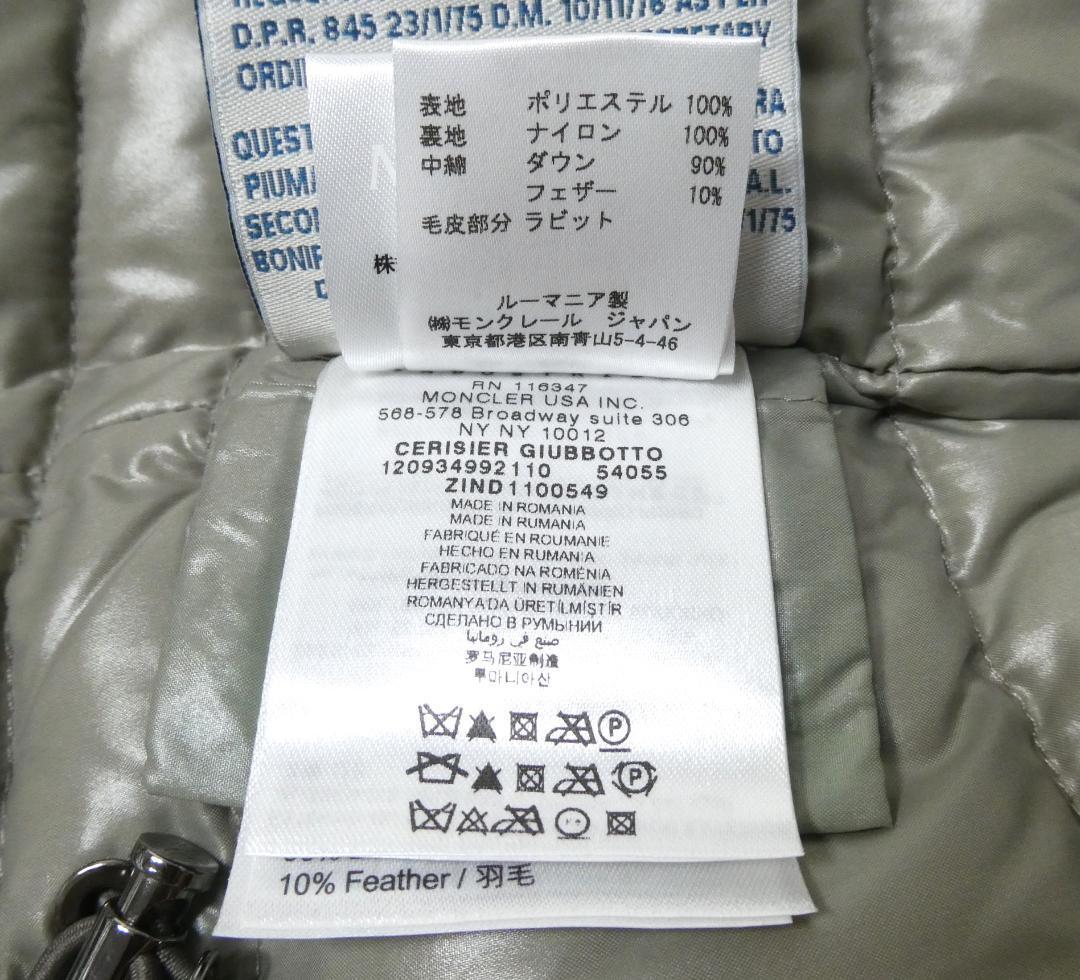 D.P.R. 845 23/1/75 D.M. 10/11/76
ORDI
QUEST
PIUM
SECO
BONIF
RA
TO
A.L.
/1/75
株
表地 ポリエステル 100%
裏地 ナイロン 100%
中綿 ダウン 90%
フェザー 10%
毛皮部分 ラビット
ルーマニア製
㈱モンクレール ジャパン
東京都港区南青山5-4-46
RN 116347
MONCLER USA INC.
568-578 Broadway suite 306
NY NY 10012
CERISIER GIUBBOTTO
120934992110 54055
ZIND1100549
MADE IN ROMANIA
MADE IN RUMANIA
FABRIQUÉ EN ROUMANIE
HECHO EN RUMANIA
FABRICADO NA ROMÉNIA
HERGESTELLT IN RUMÄNIEN
ROMANYA'DA ÜRETİLMİŞTİR
СДЕЛАНО В РУМЫНИИ
صنع في رومانيا
罗马尼亚制造
루마니아산
P
P
10% Feather / 羽毛